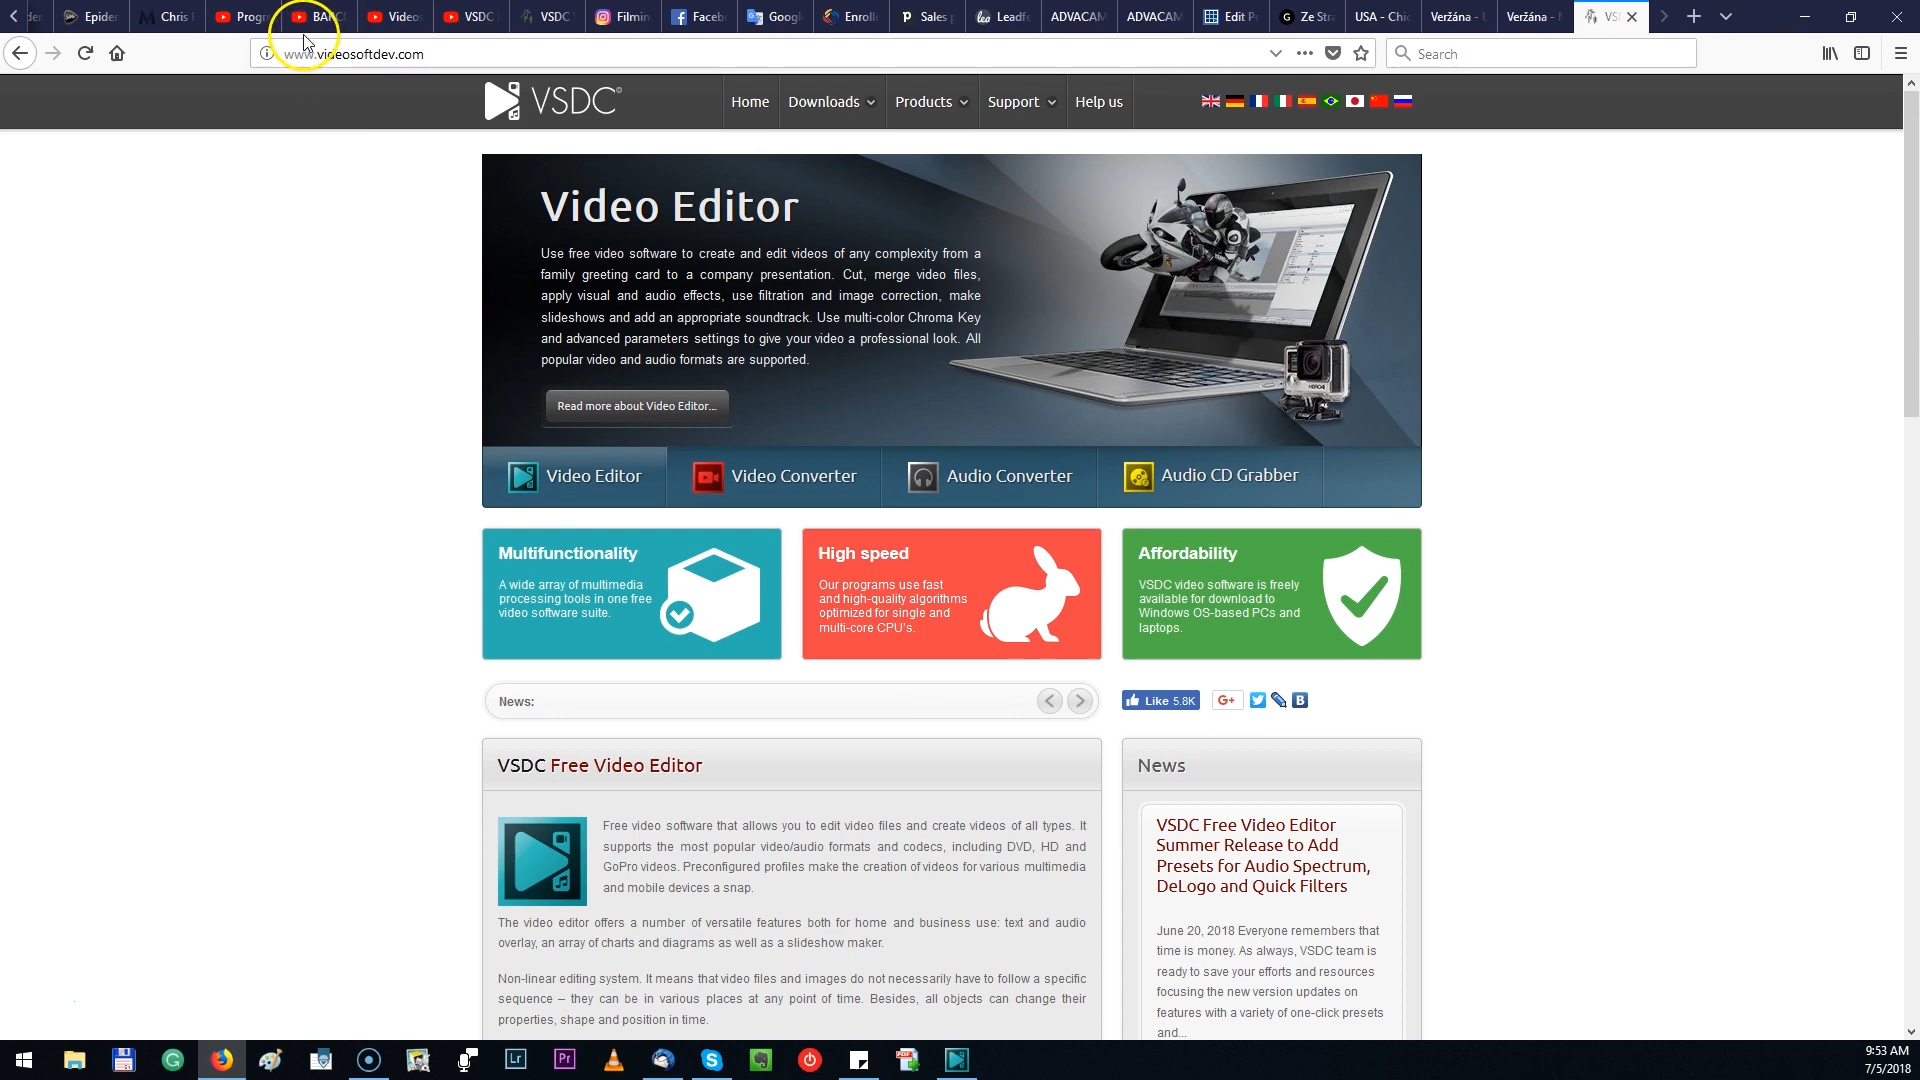 Epider
Chris
Progr
BARC
Videos
VSDC
VSDC
Filmin
Faceb
Googl
Enroll
Sales p
Leadfe
ADVACAM
ADVACAM
Edit P
Ze Stra
USA - Chic
Veržána -
Veržána -
VS
www.videosoftdev.com
Search
VSDC
Home
Downloads
Products
Support
Help us
Video Editor
Use free video software to create and edit videos of any complexity from a
family greeting card to a company presentation. Cut, merge video files,
apply visual and audio effects, use filtration and image correction, make
slideshows and add an appropriate soundtrack. Use multi-color Chroma Key
and advanced parameters settings to give your video a professional look. All
popular video and audio formats are supported.
Read more about Video Editor...
HERO4
Video Editor
Video Converter
Audio Converter
Audio CD Grabber
Multifunctionality
A wide array of multimedia
processing tools in one free
video software suite.
High speed
Our programs use fast
and high-quality algorithms
optimized for single and
multi-core CPU's.
Affordability
VSDC video software is freely
available for download to
Windows OS-based PCs and
laptops.
News:
Like 5.8K
G+
B
VSDC Free Video Editor
Free video software that allows you to edit video files and create videos of all types. It
supports the most popular video/audio formats and codecs, including DVD, HD and
GoPro videos. Preconfigured profiles make the creation of videos for various multimedia
and mobile devices a snap.
The video editor offers a number of versatile features both for home and business use: text and audio
overlay, an array of charts and diagrams as well as a slideshow maker.
Non-linear editing system. It means that video files and images do not necessarily have to follow a specific
sequence – they can be in various places at any point of time. Besides, all objects can change their
properties, shape and position in time.
News
VSDC Free Video Editor
Summer Release to Add
Presets for Audio Spectrum,
DeLogo and Quick Filters
June 20, 2018 Everyone remembers that
time is money. As always, VSDC team is
ready to save your efforts and resources
focusing the new version updates on
features with a variety of one-click presets
and...
Lr
Pr
9:53 AM
7/5/2018